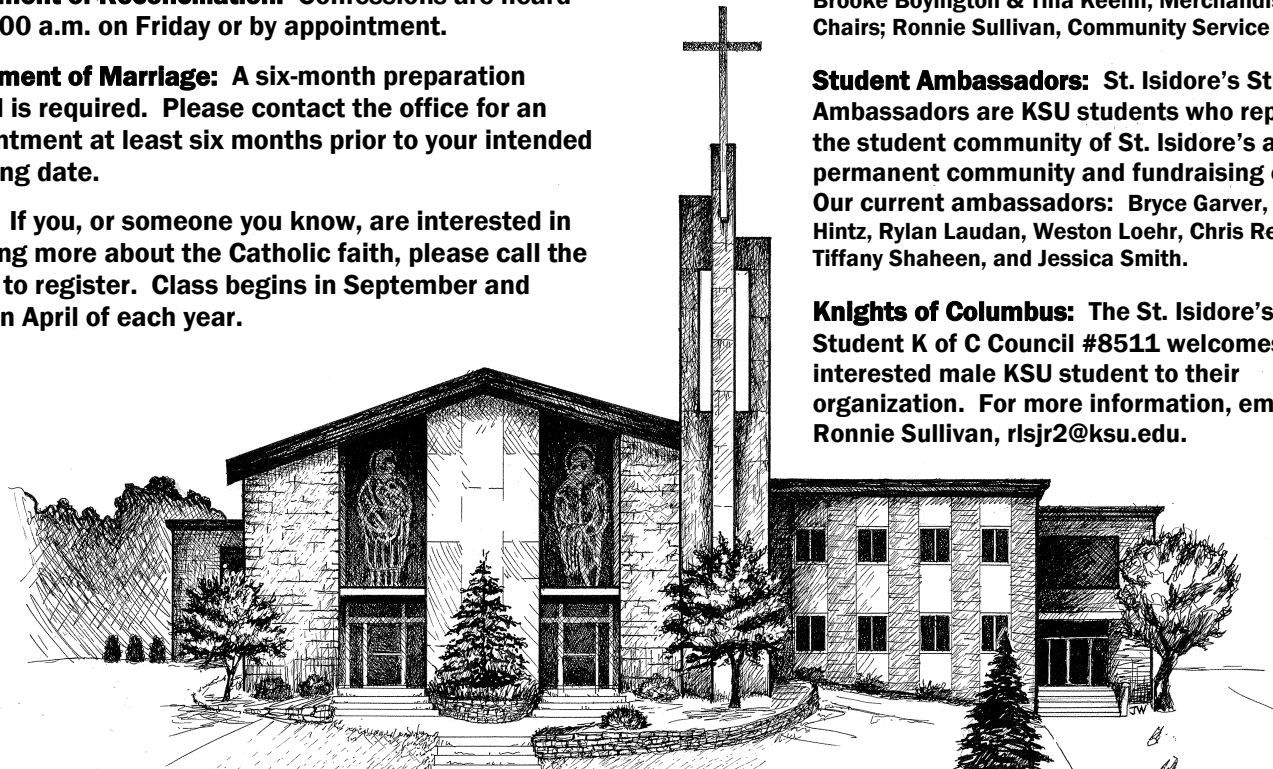 ment of Reconciliation: Confessions are heard
00 a.m. on Friday or by appointment.
ment of Marriage: A six-month preparation
d is required. Please contact the office for an
ntment at least six months prior to your intended
ng date.
If you, or someone you know, are interested in
ng more about the Catholic faith, please call the
to register. Class begins in September and
n April of each year.
Brooke Boyington & Tina Keehn, Merchandis
Chairs; Ronnie Sullivan, Community Service
Student Ambassadors: St. Isidore's St
Ambassadors are KSU students who rep
the student community of St. Isidore's a
permanent community and fundraising
Our current ambassadors: Bryce Garver,
Hintz, Rylan Laudan, Weston Loehr, Chris Re
Tiffany Shaheen, and Jessica Smith.
Knights of Columbus: The St. Isidore's
Student K of C Council #8511 welcomes
interested male KSU student to their
organization. For more information, em
Ronnie Sullivan, rlsjr2@ksu.edu.
JW